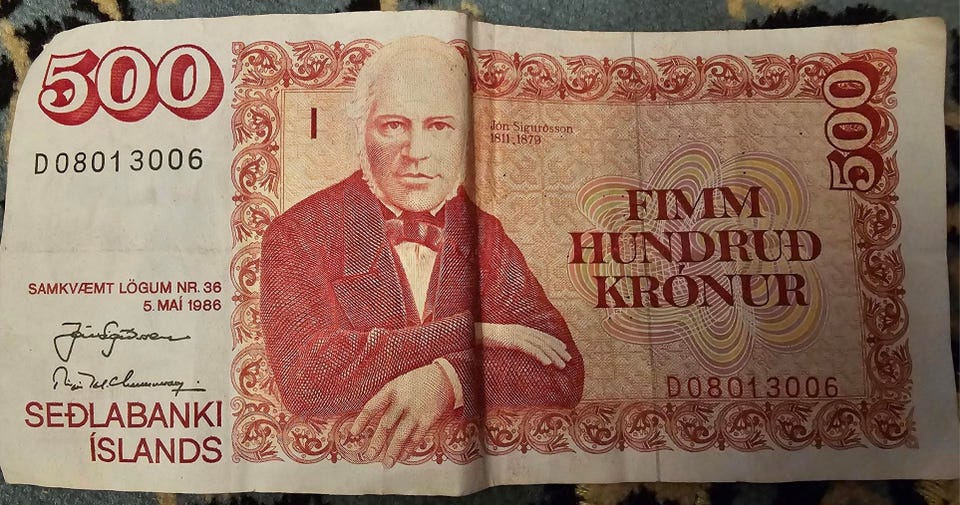 500
D08013006
SAMKVÆMT LÖGUM NR. 36
5. MAÍ 1986
SEÐLABANKI
ÍSLANDS
I
Jón Sigurðsson
1811-1879
500
FIMM
HUNDRUÐ
KRÓNUR
D08013006